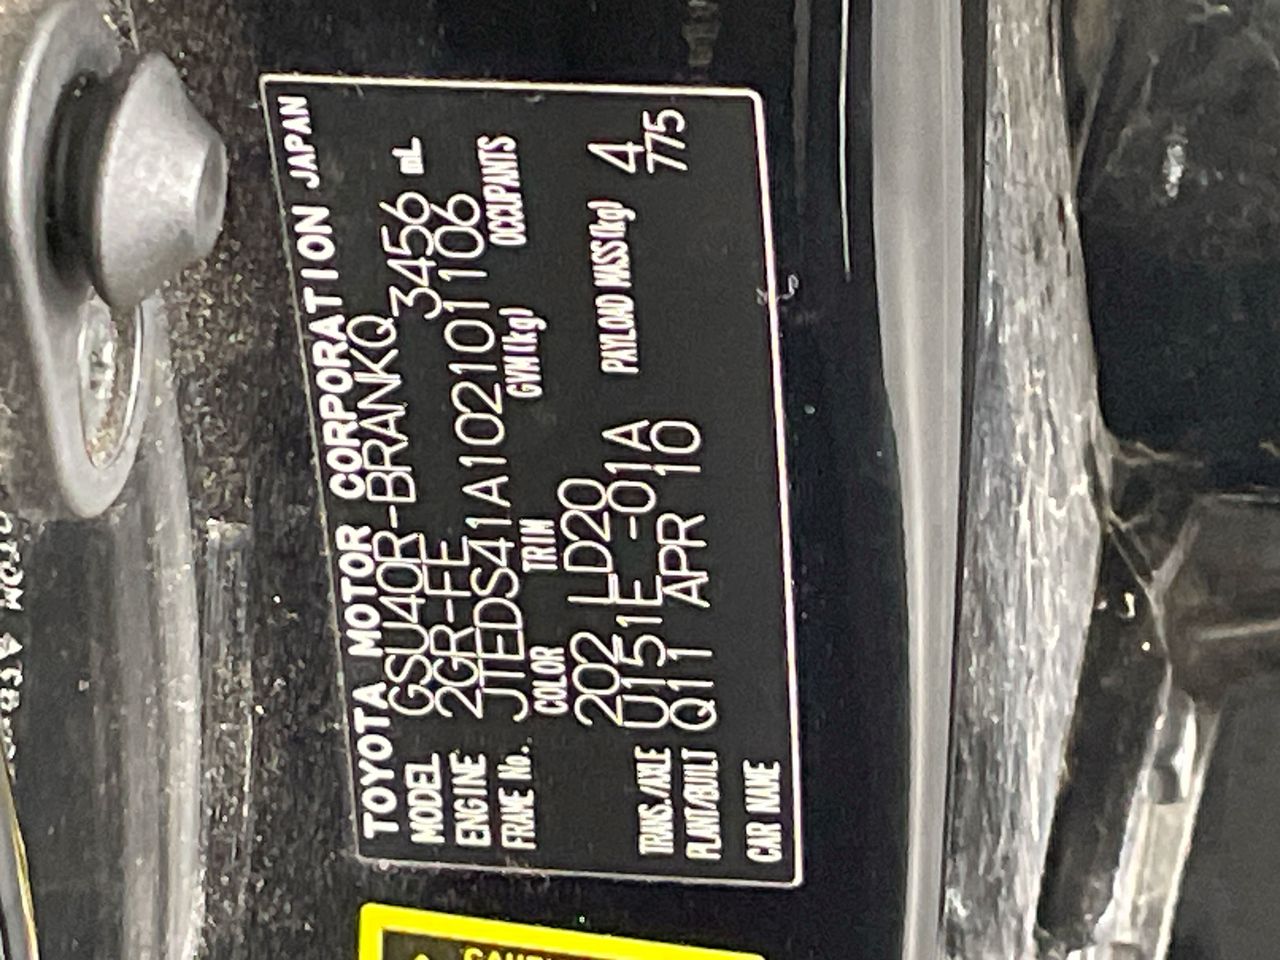 TOYOTA MOTOR CORPORATION JAPAN
MODEL GSU40R-BRANKQ
ENGINE 2GR-FE 3456 mL
FRAME No. JTEDS41A102101106
COLOR TRIM GVM(kg) OCCUPANTS
202 LD20 4
TRANS./AXLE U151E -01A PAYLOAD MASS(kg) 775
PLANT/BUILT Q11 APR 10
CAR NAME